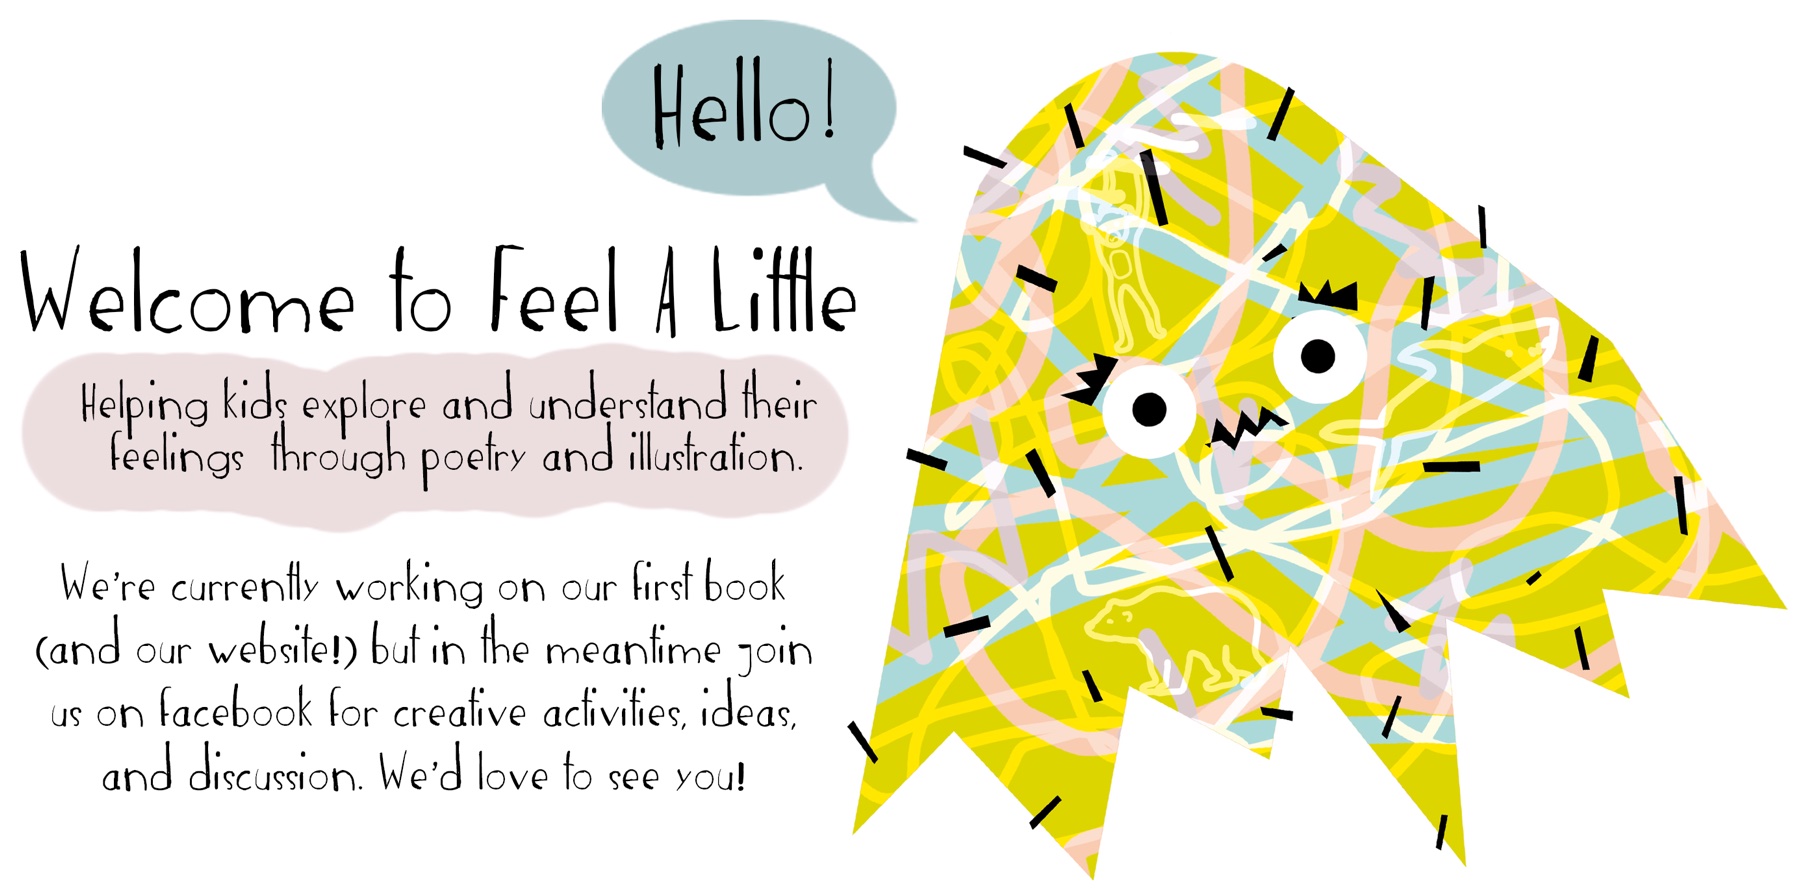 Hello!
Welcome to Feel A Little
Helping kids explore and understand their
feelings through poetry and illustration.
We're currently working on our first book
(and our website!) but in the meantime join
us on facebook for creative activities, ideas,
and discussion. We'd love to see you!